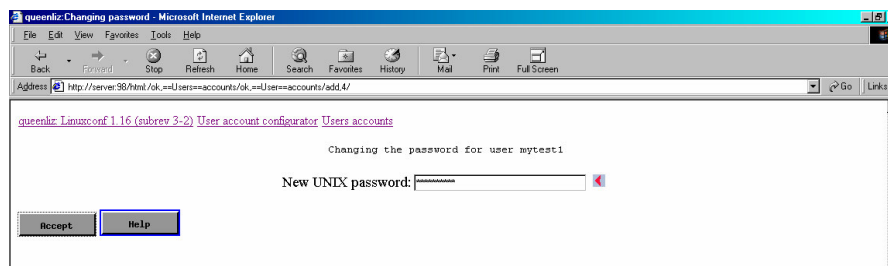 queenliz:Changing password - Microsoft Internet Explorer
File Edit View Favorites Tools Help
Back Forward Stop Refresh Home Search Favorites History Mail Print Full Screen
Address http://server:98/html:/ok,==Users==accounts/ok,==User==accounts/add,4/ Go Links
queenliz: Linuxconf 1.16 (subrev 3-2) User account configurator Users accounts
Changing the password for user mytest1
New UNIX password: **********
Accept Help